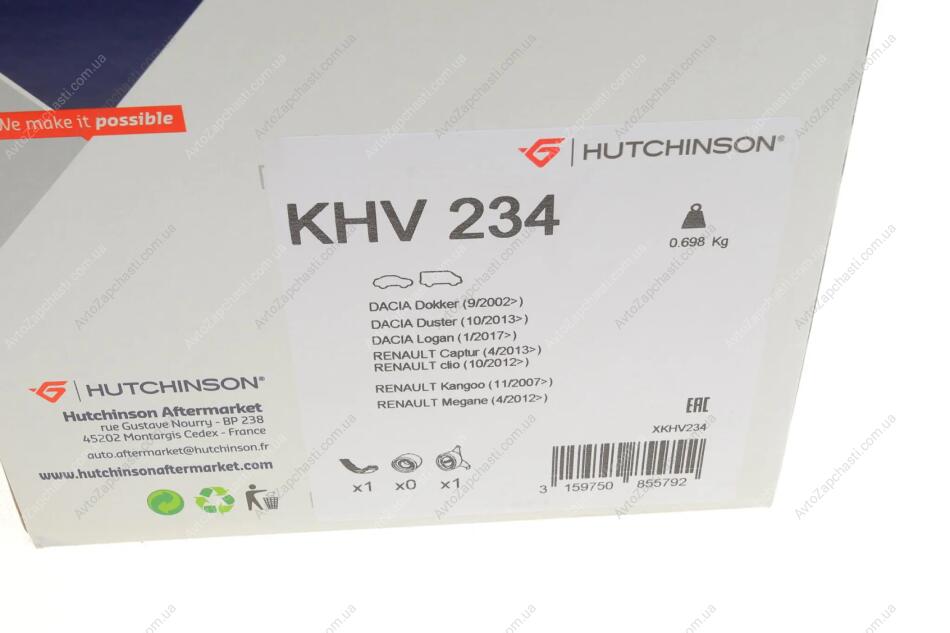 We make it possible
HUTCHINSON®
KHV 234
0.698 Kg
DACIA Dokker (9/2002>)
DACIA Duster (10/2013>)
DACIA Logan (1/2017>)
RENAULT Captur (4/2013>)
RENAULT clio (10/2012>)
RENAULT Kangoo (11/2007>)
RENAULT Megane (4/2012>)
EAC
XKHV234
x1 x0 x1
3 159750 855792
HUTCHINSON®
Hutchinson Aftermarket
rue Gustave Nourry - BP 238
45202 Montargis Cedex - France
auto.aftermarket@hutchinson.fr
www.hutchinsonaftermarket.com
AvtoZapchasti.com.ua